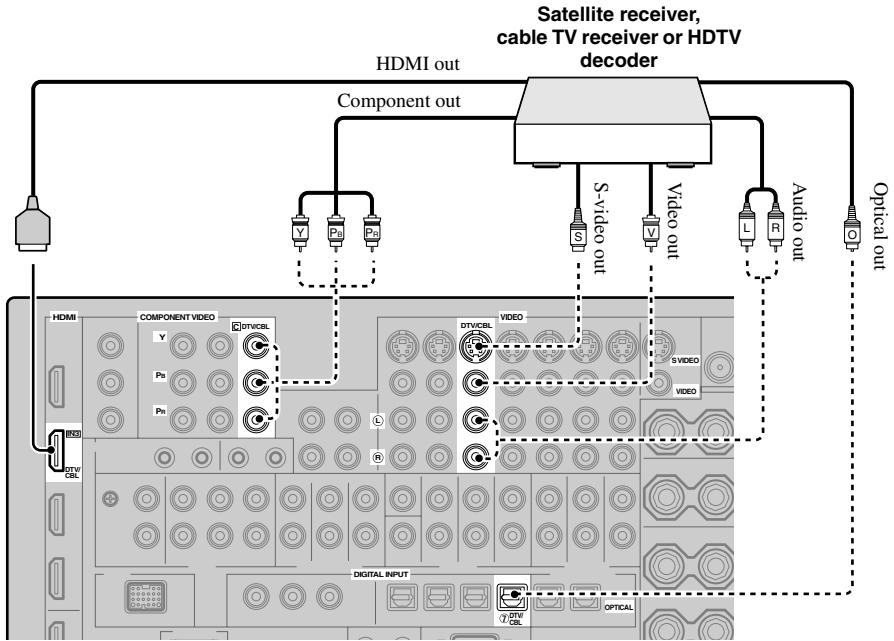 Satellite receiver,
cable TV receiver or HDTV
decoder
HDMI out
Component out
S-video out
Video out
Audio out
Optical out
Y
PB
PR
S
V
L
R
O
HDMI
COMPONENT VIDEO
C DTV/CBL
VIDEO
DTV/CBL
Y
S VIDEO
PB
VIDEO
PR
L
IN3
R
DTV/
CBL
DIGITAL INPUT
7 DTV/
CBL
OPTICAL